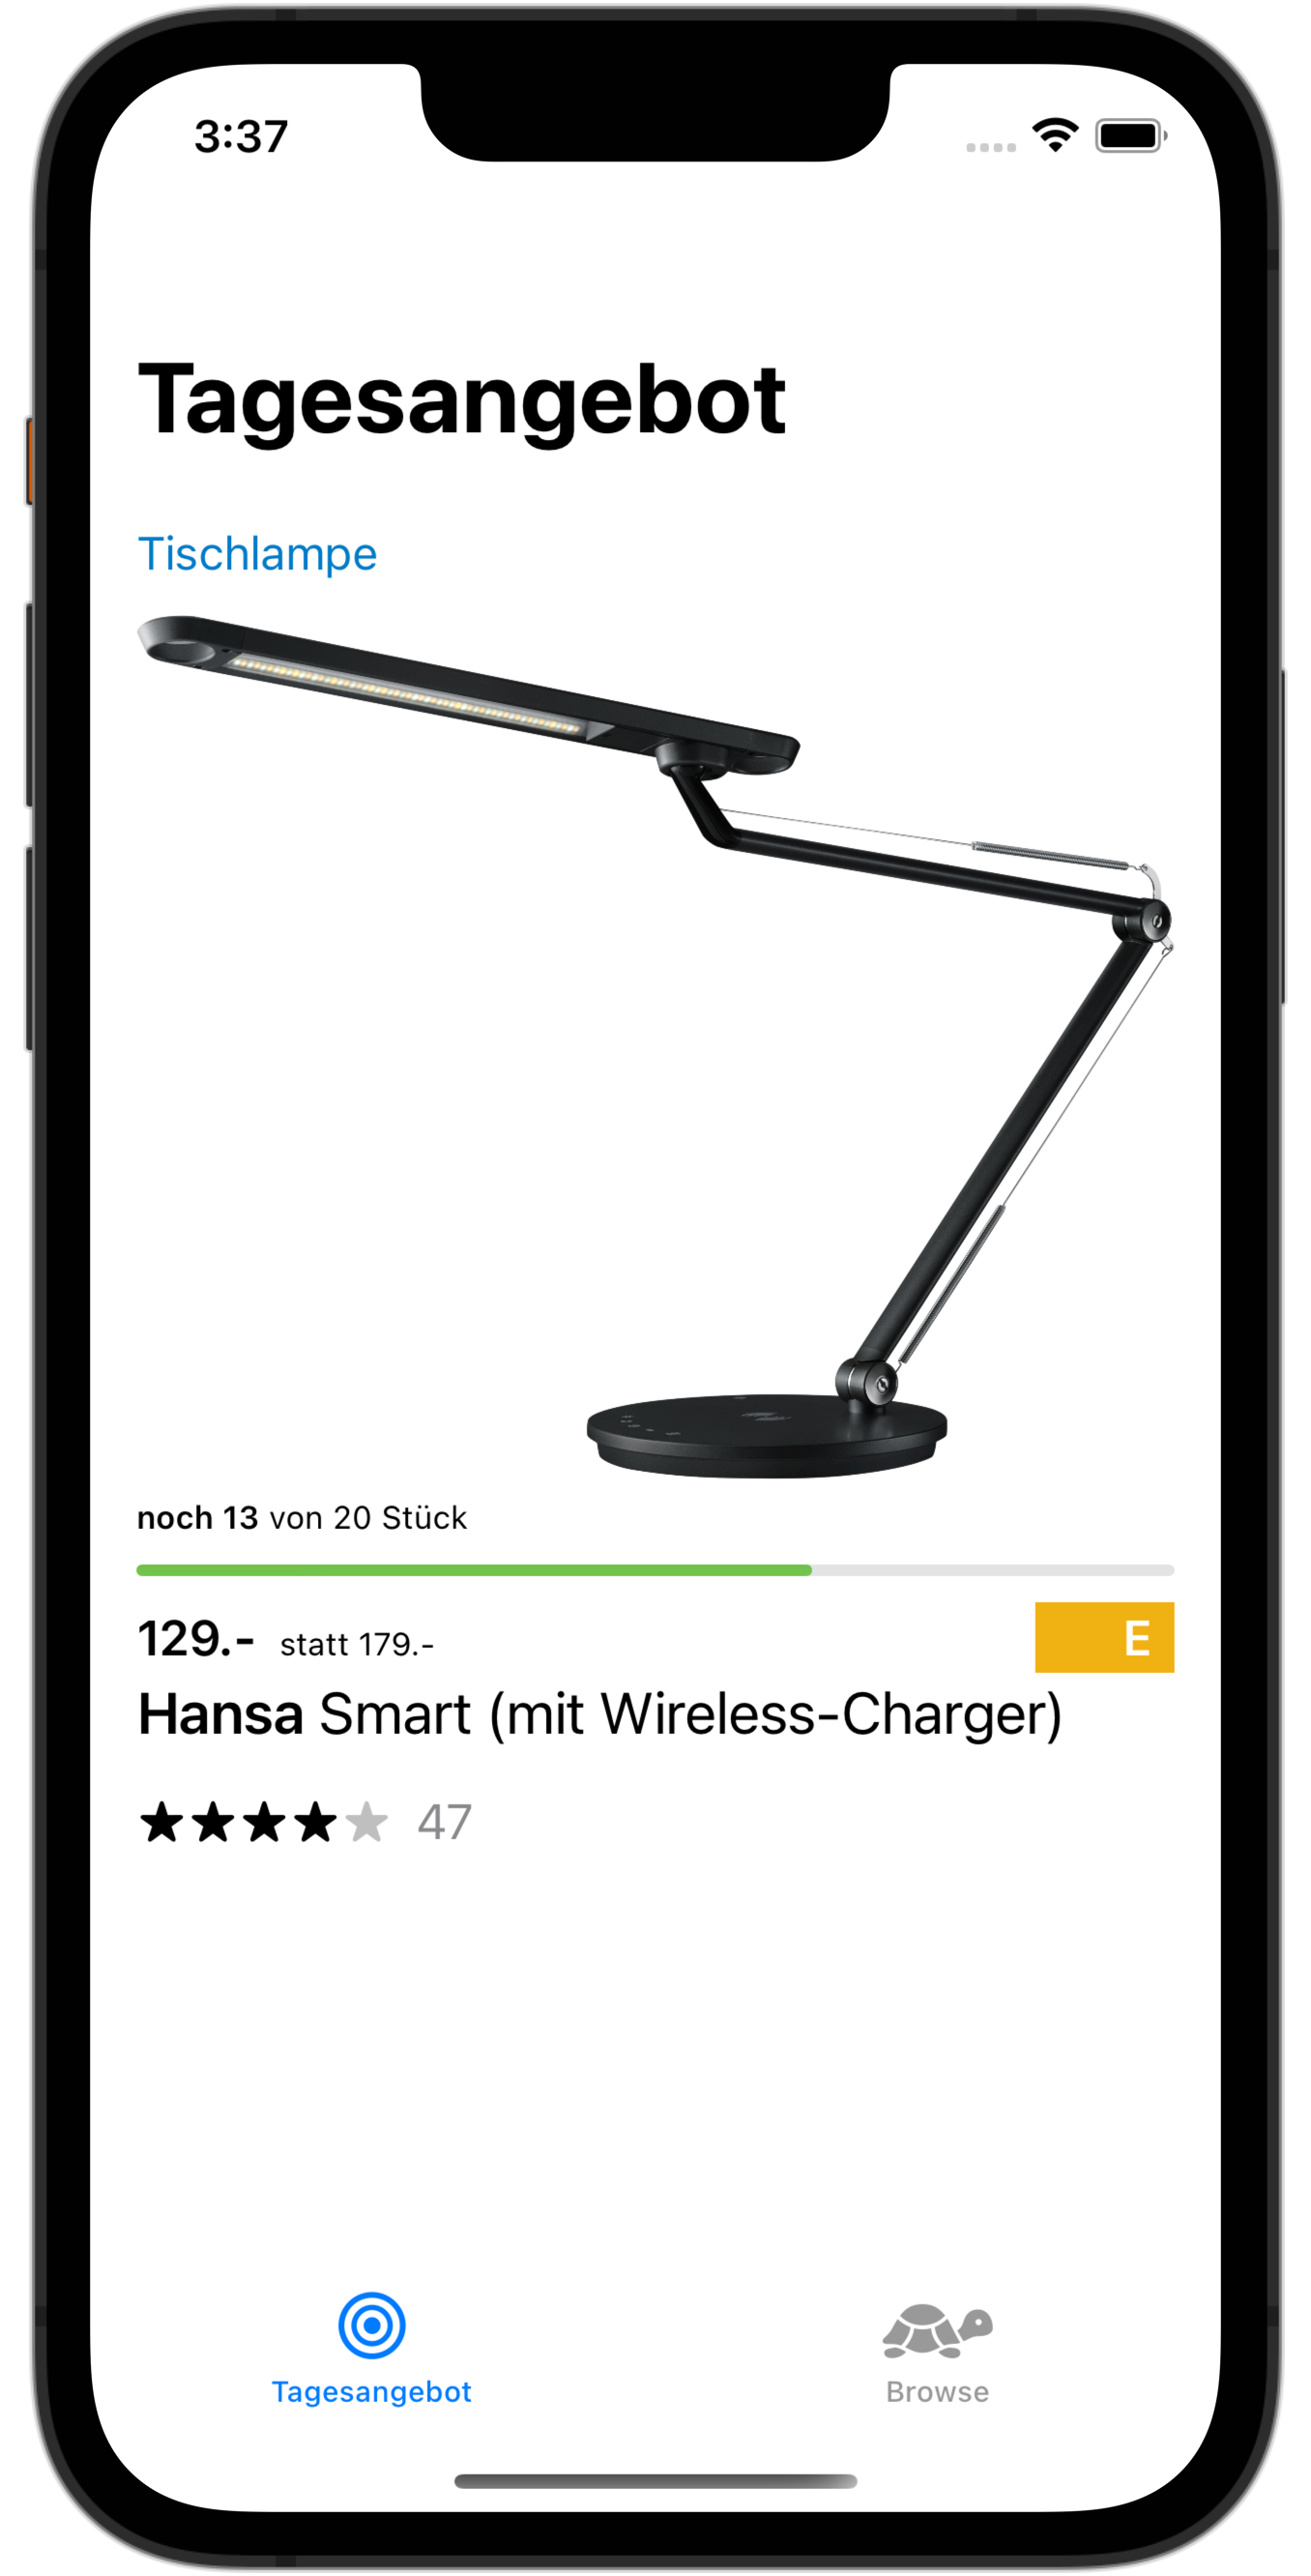 3:37
Tagesangebot
Tischlampe
noch 13 von 20 Stück
129.- statt 179.-
E
Hansa Smart (mit Wireless-Charger)
47
Tagesangebot
Browse